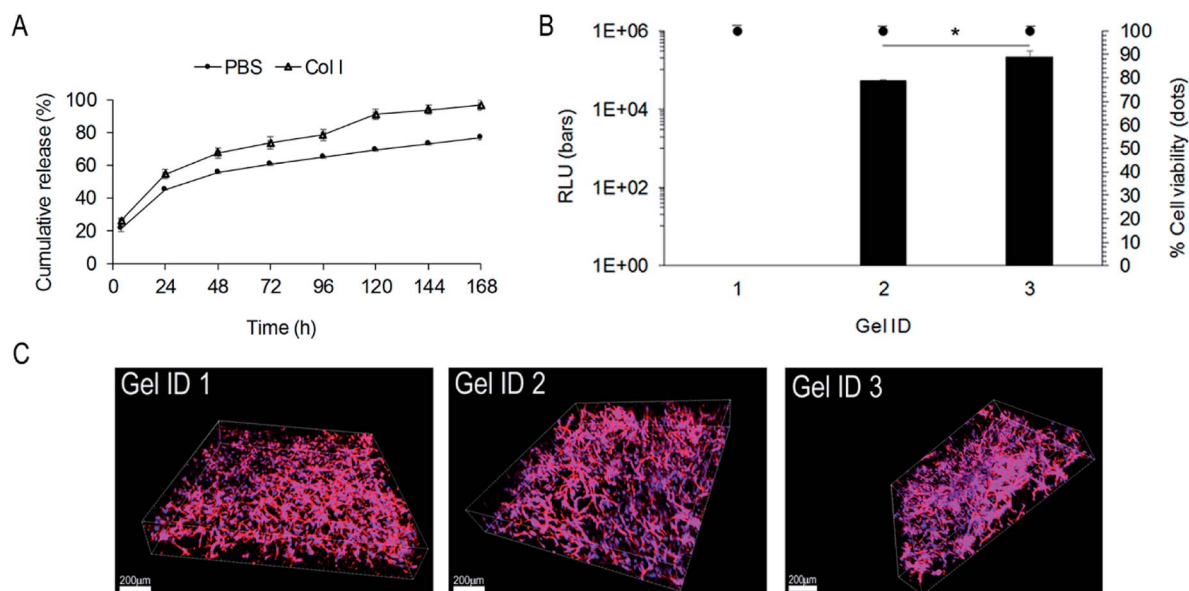 A
PBS Col I
Cumulative release (%)
100
80
60
40
20
0
0 24 48 72 96 120 144 168
Time (h)
B
RLU (bars)
1E+06
1E+04
1E+02
1E+00
*
100
90
80
70
60
50
40
30
20
10
0
% Cell viability (dots)
1 2 3
Gel ID
C
Gel ID 1
200μm
Gel ID 2
200μm
Gel ID 3
200μm